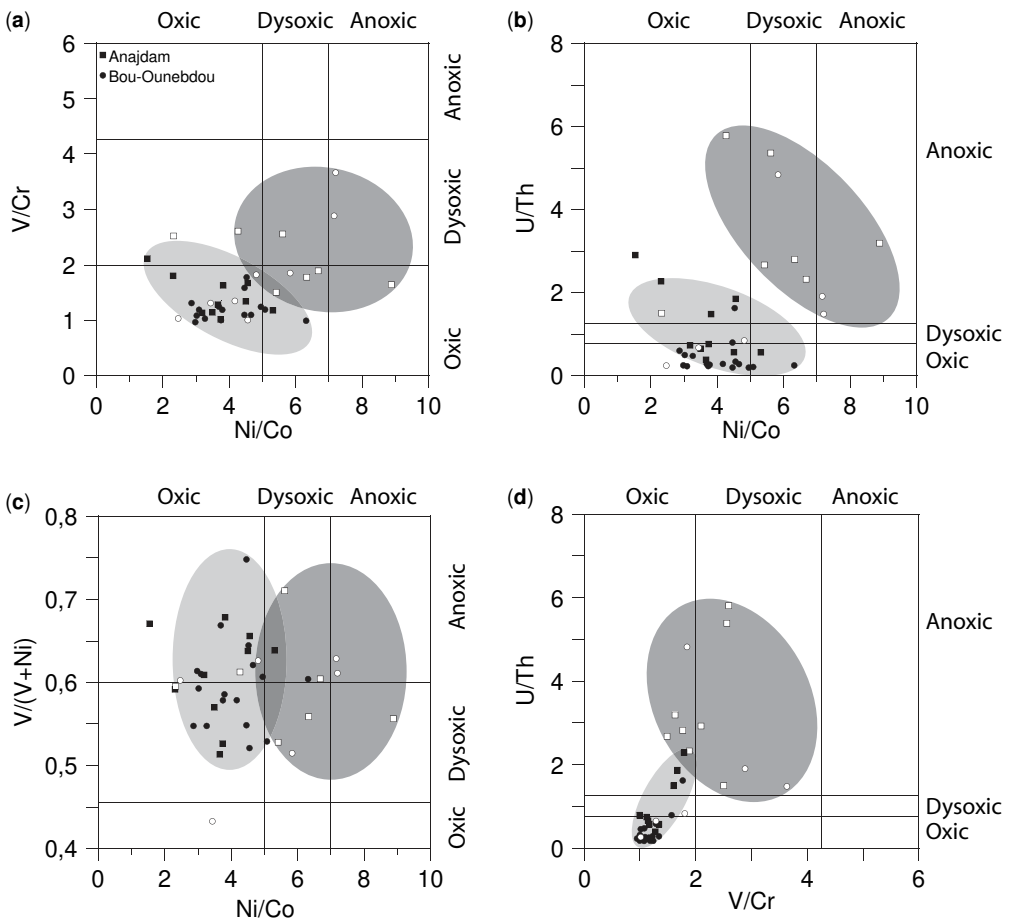 (a) Oxic Dysoxic Anoxic
6
5
4
3
2
1
0
V/Cr
■ Anajdam
● Bou-Ounebdou
Anoxic
Dysoxic
Oxic
0 2 4 6 8 10
Ni/Co
(b) Oxic Dysoxic Anoxic
8
6
4
2
0
U/Th
Anoxic
Dysoxic
Oxic
0 2 4 6 8 10
Ni/Co
(c) Oxic Dysoxic Anoxic
0,8
0,7
0,6
0,5
0,4
V/(V+Ni)
Anoxic
Dysoxic
Oxic
0 2 4 6 8 10
Ni/Co
(d) Oxic Dysoxic Anoxic
8
6
4
2
0
U/Th
Anoxic
Dysoxic
Oxic
0 2 4 6
V/Cr